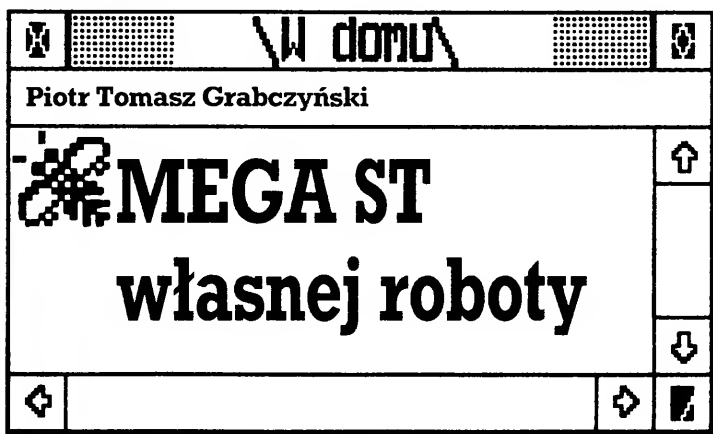 \W domu\
Piotr Tomasz Grabczyński
MEGA ST
własnej roboty